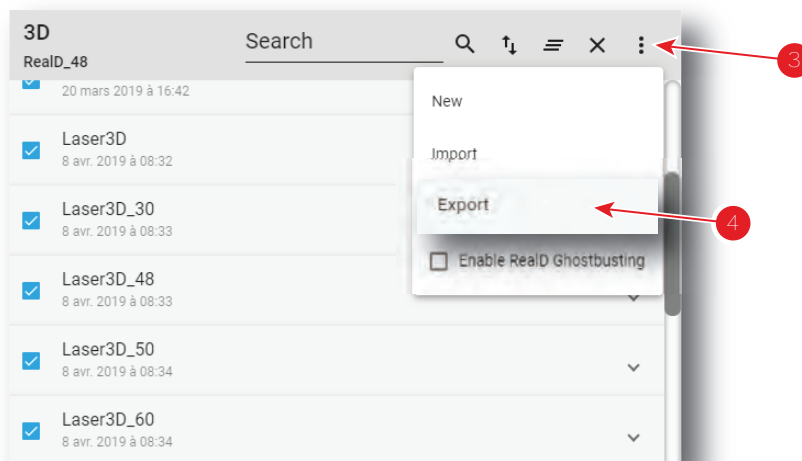 3D
Search
RealD_48
3
20 mars 2019 à 16:42
New
Laser3D
8 avr. 2019 à 08:32
Import
Laser3D_30
8 avr. 2019 à 08:33
Export
4
Enable RealD Ghostbusting
Laser3D_48
8 avr. 2019 à 08:33
Laser3D_50
8 avr. 2019 à 08:34
Laser3D_60
8 avr. 2019 à 08:34